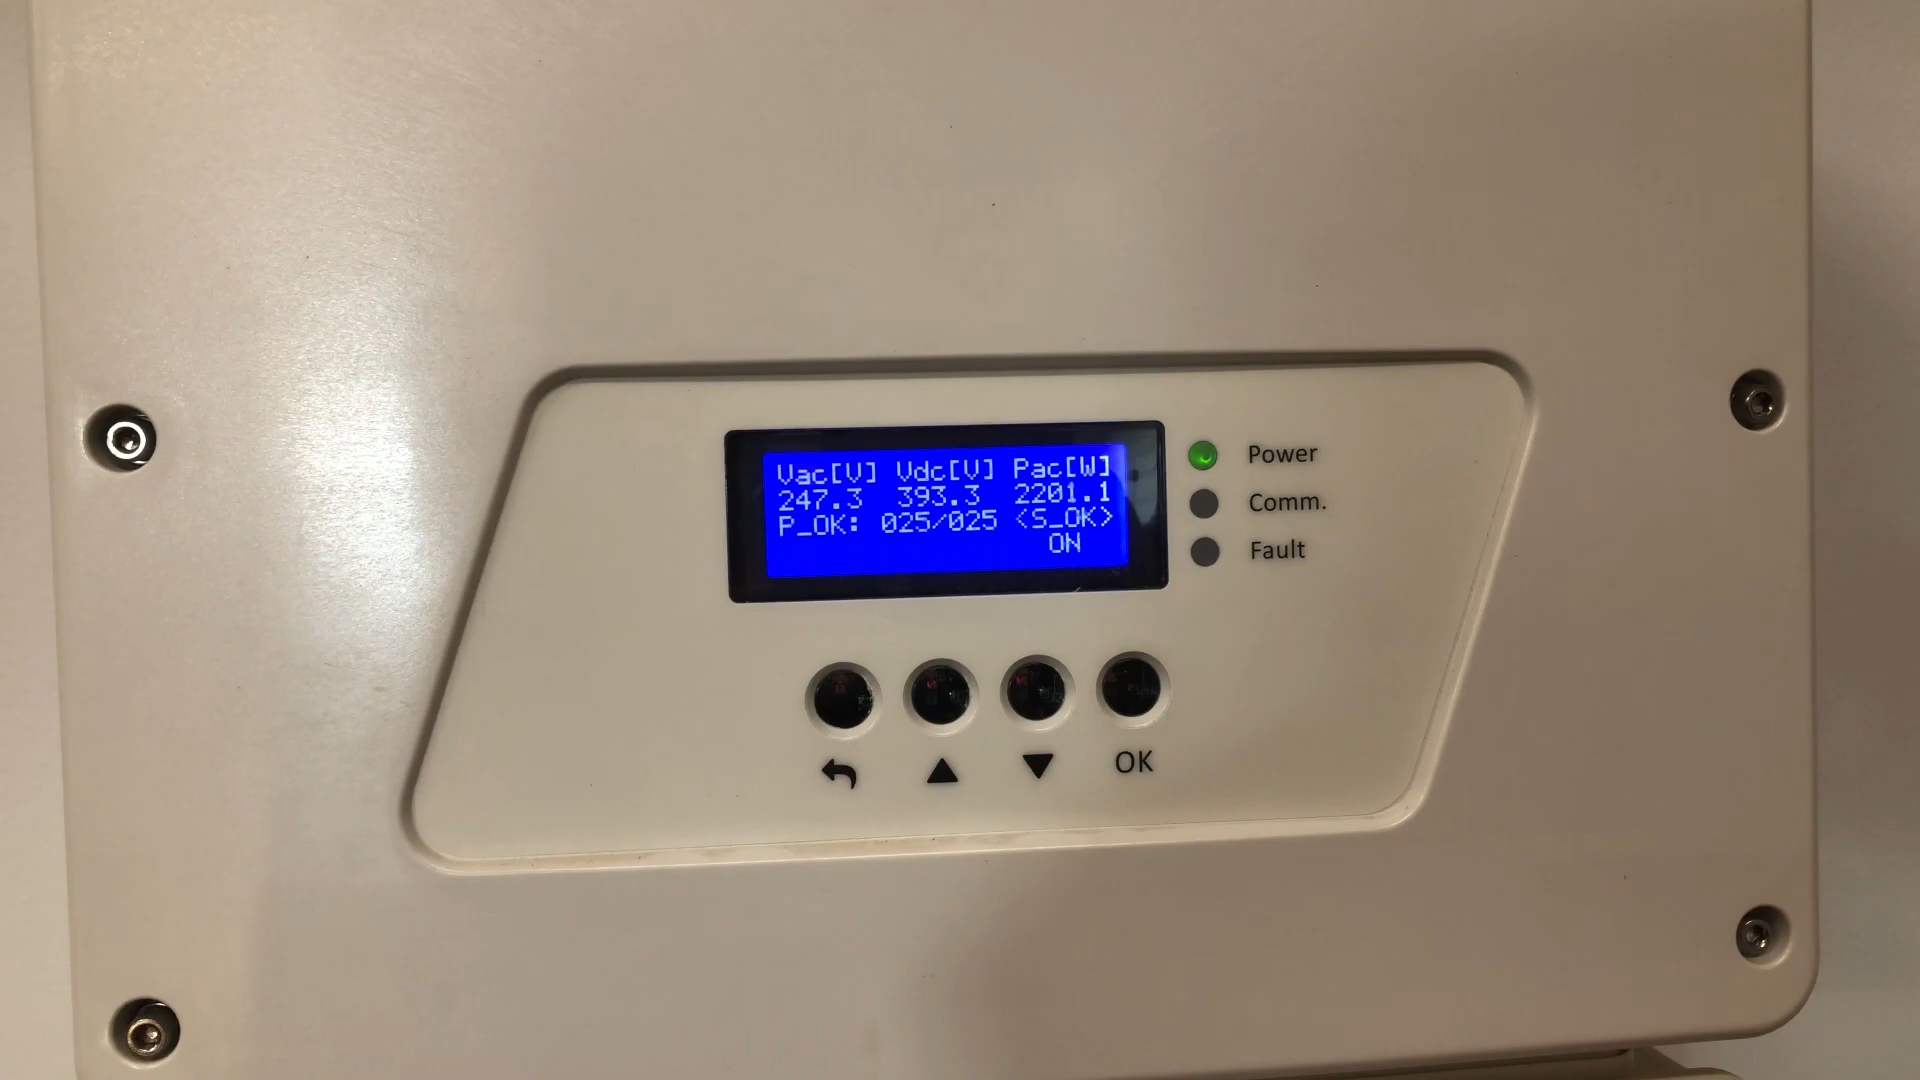 Vac[V] Vdc[V] Pac[W]
247.3 393.3 2201.1
P_OK: 025/025 <S_OK>
ON
Power
Comm.
Fault
OK